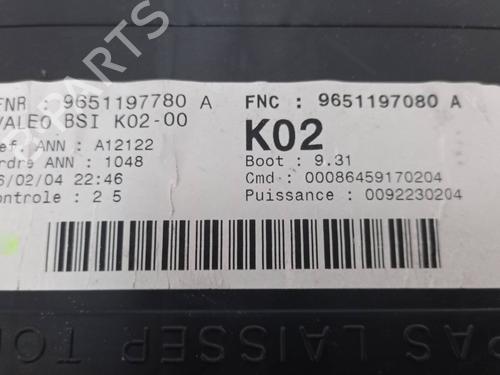 FNR : 9651197780 A
FNC : 9651197080 A
VALEO BSI K02-00
K02
ef. ANN : A12122
Boot : 9.31
rdre ANN : 1048
Cmd : 00086459170204
6/02/04 22:46
Puissance : 0092230204
ontrole : 2 5
PAS LAISSER TO
B-PARTS